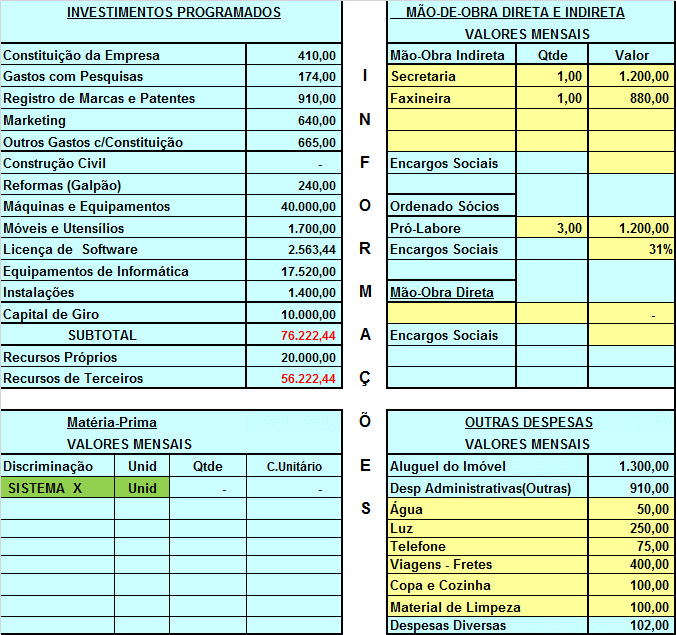 INVESTIMENTOS PROGRAMADOS
Constituição da Empresa 410,00
Gastos com Pesquisas 174,00
Registro de Marcas e Patentes 910,00
Marketing 640,00
Outros Gastos c/Constituição 665,00
Construção Civil -
Reformas (Galpão) 240,00
Máquinas e Equipamentos 40.000,00
Móveis e Utensílios 1.700,00
Licença de Software 2.563,44
Equipamentos de Informática 17.520,00
Instalações 1.400,00
Capital de Giro 10.000,00
SUBTOTAL 76.222,44
Recursos Próprios 20.000,00
Recursos de Terceiros 56.222,44
Matéria-Prima
VALORES MENSAIS
Discriminação Unid Qtde C.Unitário
SISTEMA X Unid - -
I
N
F
O
R
M
A
Ç
Õ
E
S
MÃO-DE-OBRA DIRETA E INDIRETA
VALORES MENSAIS
Mão-Obra Indireta Qtde Valor
Secretaria 1,00 1.200,00
Faxineira 1,00 880,00
Encargos Sociais
Ordenado Sócios
Pró-Labore 3,00 1.200,00
Encargos Sociais 31%
Mão-Obra Direta
-
Encargos Sociais
OUTRAS DESPESAS
VALORES MENSAIS
Aluguel do Imóvel 1.300,00
Desp Administrativas(Outras) 910,00
Água 50,00
Luz 250,00
Telefone 75,00
Viagens - Fretes 400,00
Copa e Cozinha 100,00
Material de Limpeza 100,00
Despesas Diversas 102,00